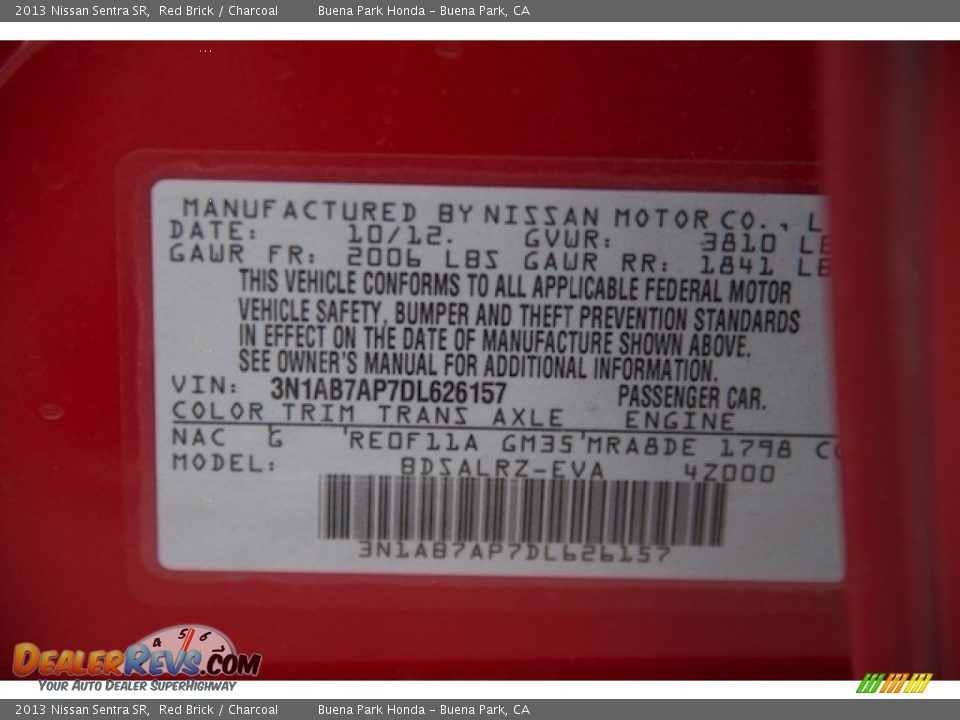 2013 Nissan Sentra SR, Red Brick / Charcoal Buena Park Honda - Buena Park, CA
MANUFACTURED BY NISSAN MOTOR CO., L
DATE: 10/12. GVWR: 3810 LB
GAWR FR: 2006 LBS GAWR RR: 1841 LB
THIS VEHICLE CONFORMS TO ALL APPLICABLE FEDERAL MOTOR
VEHICLE SAFETY, BUMPER AND THEFT PREVENTION STANDARDS
IN EFFECT ON THE DATE OF MANUFACTURE SHOWN ABOVE.
SEE OWNER'S MANUAL FOR ADDITIONAL INFORMATION.
VIN: 3N1AB7AP7DL626157 PASSENGER CAR.
COLOR TRIM TRANS AXLE ENGINE
NAC G RE0F11A GM35 MRA8DE 1798 CC
MODEL: BDSALRZ-EVA 4Z000
3N1AB7AP7DL626157
4 5 6
DEALERREVS.COM
YOUR AUTO DEALER SUPERHIGHWAY
2013 Nissan Sentra SR, Red Brick / Charcoal Buena Park Honda - Buena Park, CA